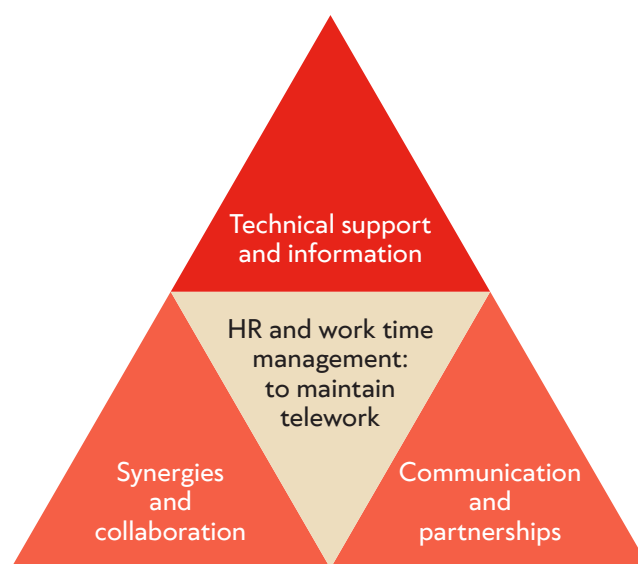 Technical support
and information
HR and work time
management:
to maintain
telework
Synergies
and
collaboration
Communication
and
partnerships